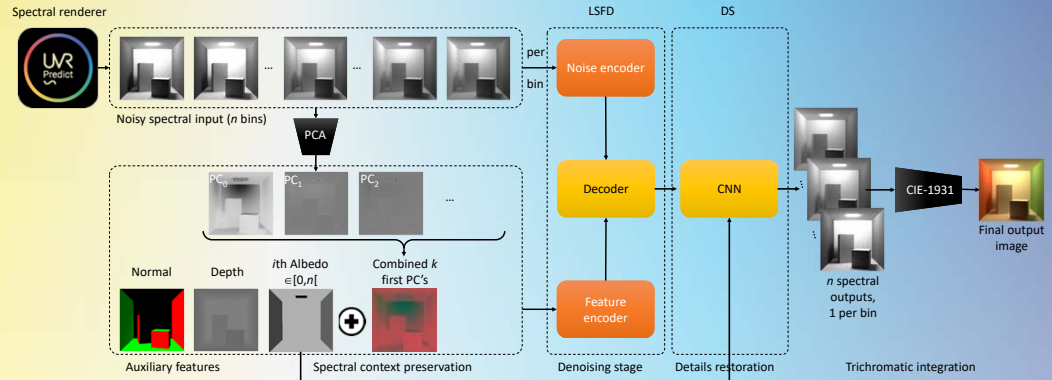 Spectral renderer
LSFD
DS
UVR
Predict
...
...
per
bin
Noise encoder
Noisy spectral input (n bins)
PCA
PC0
PC1
PC2
...
Decoder
CNN
CIE-1931
Final output
image
Normal
Depth
ith Albedo
∈[0,n[
Combined k
first PC's
Feature
encoder
n spectral
outputs,
1 per bin
Auxiliary features
Spectral context preservation
Denoising stage
Details restoration
Trichromatic integration